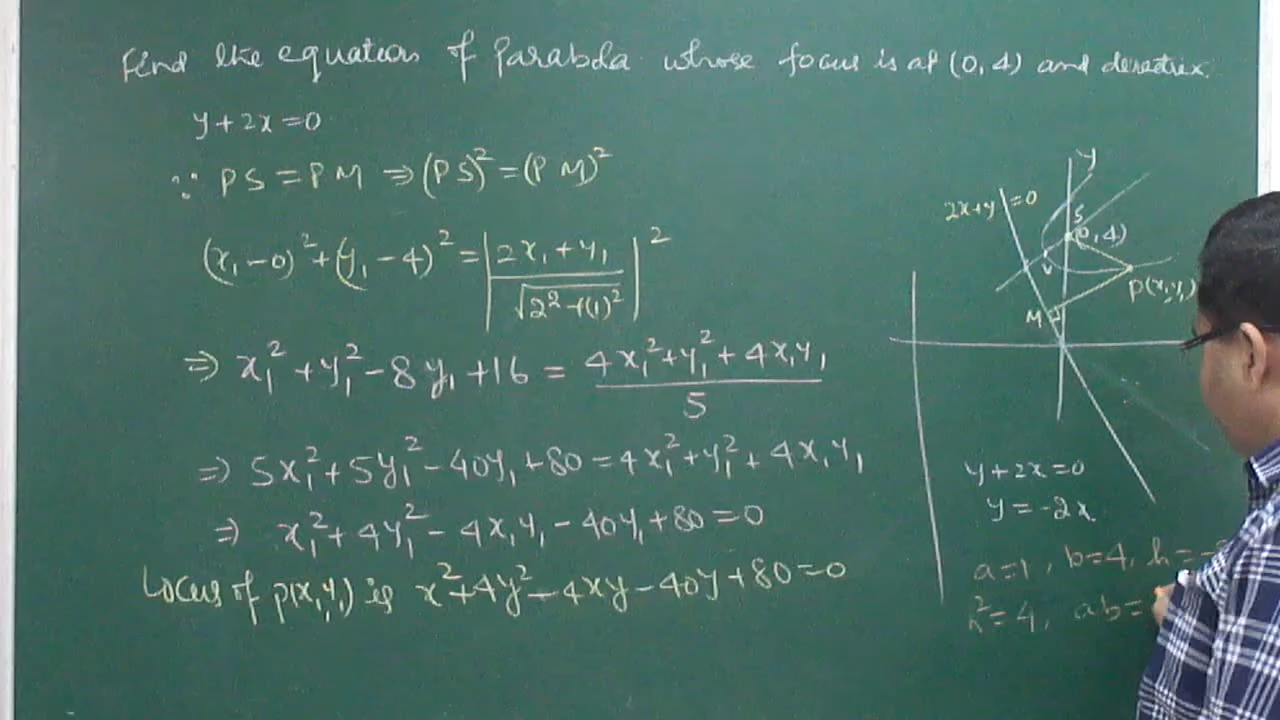 Find the equation of Parabola whose focus is at (0, 4) and derectrix
y + 2x = 0
∵ PS = PM ⇒ (PS)² = (PM)²
(x₁ - 0)² + (y₁ - 4)² = |2x₁ + y₁ / √2² + (1)²|²
⇒ x₁² + y₁² - 8y₁ + 16 = 4x₁² + y₁² + 4x₁y₁ / 5
⇒ 5x₁² + 5y₁² - 40y₁ + 80 = 4x₁² + y₁² + 4x₁y₁
⇒ x₁² + 4y₁² - 4x₁y₁ - 40y₁ + 80 = 0
Locus of P(x₁, y₁) is x² + 4y² - 4xy - 40y + 80 = 0
y
2x+y = 0
S
(0, 4)
V
P(x₁, y₁)
M
y + 2x = 0
y = -2x
a = 1, b = 4, h = -
h² = 4, ab =